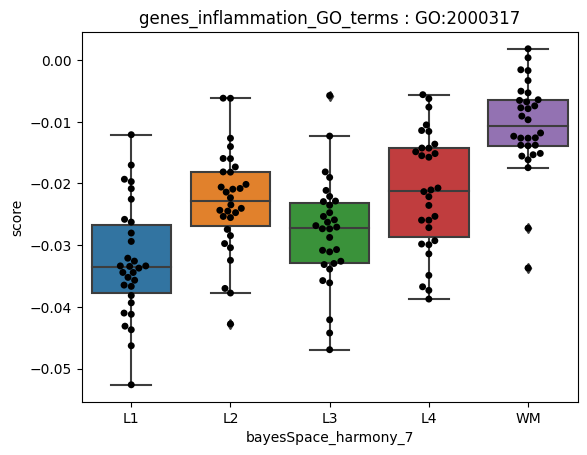 genes_inflammation_GO_terms : GO:2000317
score
0.00
−0.01
−0.02
−0.03
−0.04
−0.05
L1 L2 L3 L4 WM
bayesSpace_harmony_7